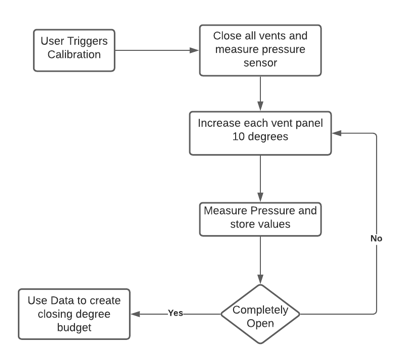 User Triggers
Calibration
Close all vents and
measure pressure
sensor
Increase each vent panel
10 degrees
Measure Pressure and
store values
Completely
Open
No
Yes
Use Data to create
closing degree
budget